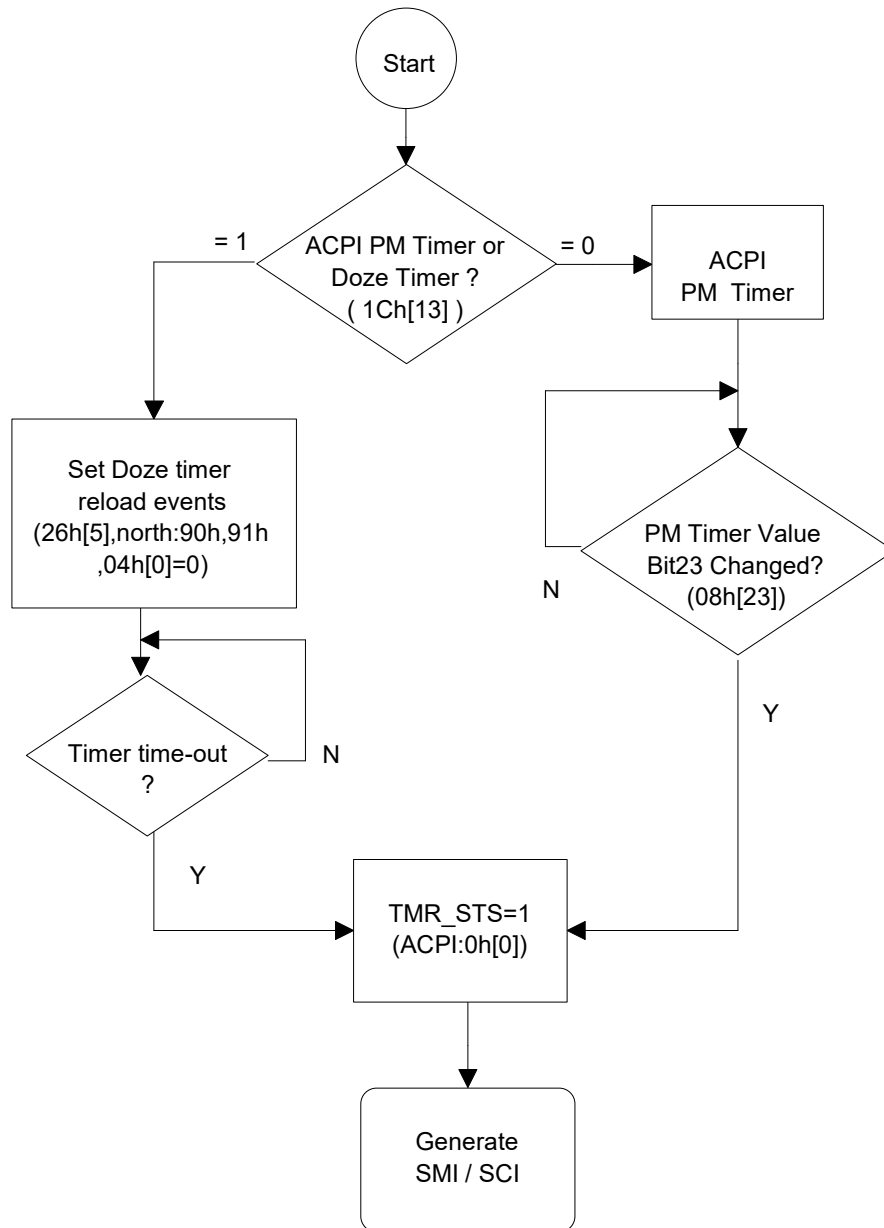 Start
ACPI PM Timer or
Doze Timer ?
( 1Ch[13] )
= 1
= 0
ACPI
PM Timer
Set Doze timer
reload events
(26h[5],north:90h,91h
,04h[0]=0)
PM Timer Value
Bit23 Changed?
(08h[23])
N
Y
Timer time-out
?
N
Y
TMR_STS=1
(ACPI:0h[0])
Generate
SMI / SCI